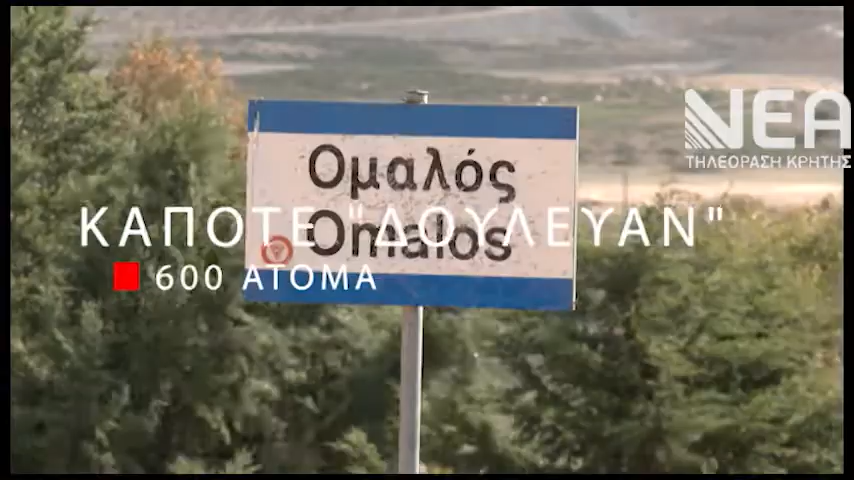 ΝΕΑ
ΤΗΛΕΟΡΑΣΗ ΚΡΗΤΗΣ
Ομαλός
Omalos
ΚΑΠΟΤΕ "ΔΟΥΛΕΥΑΝ"
600 ΑΤΟΜΑ